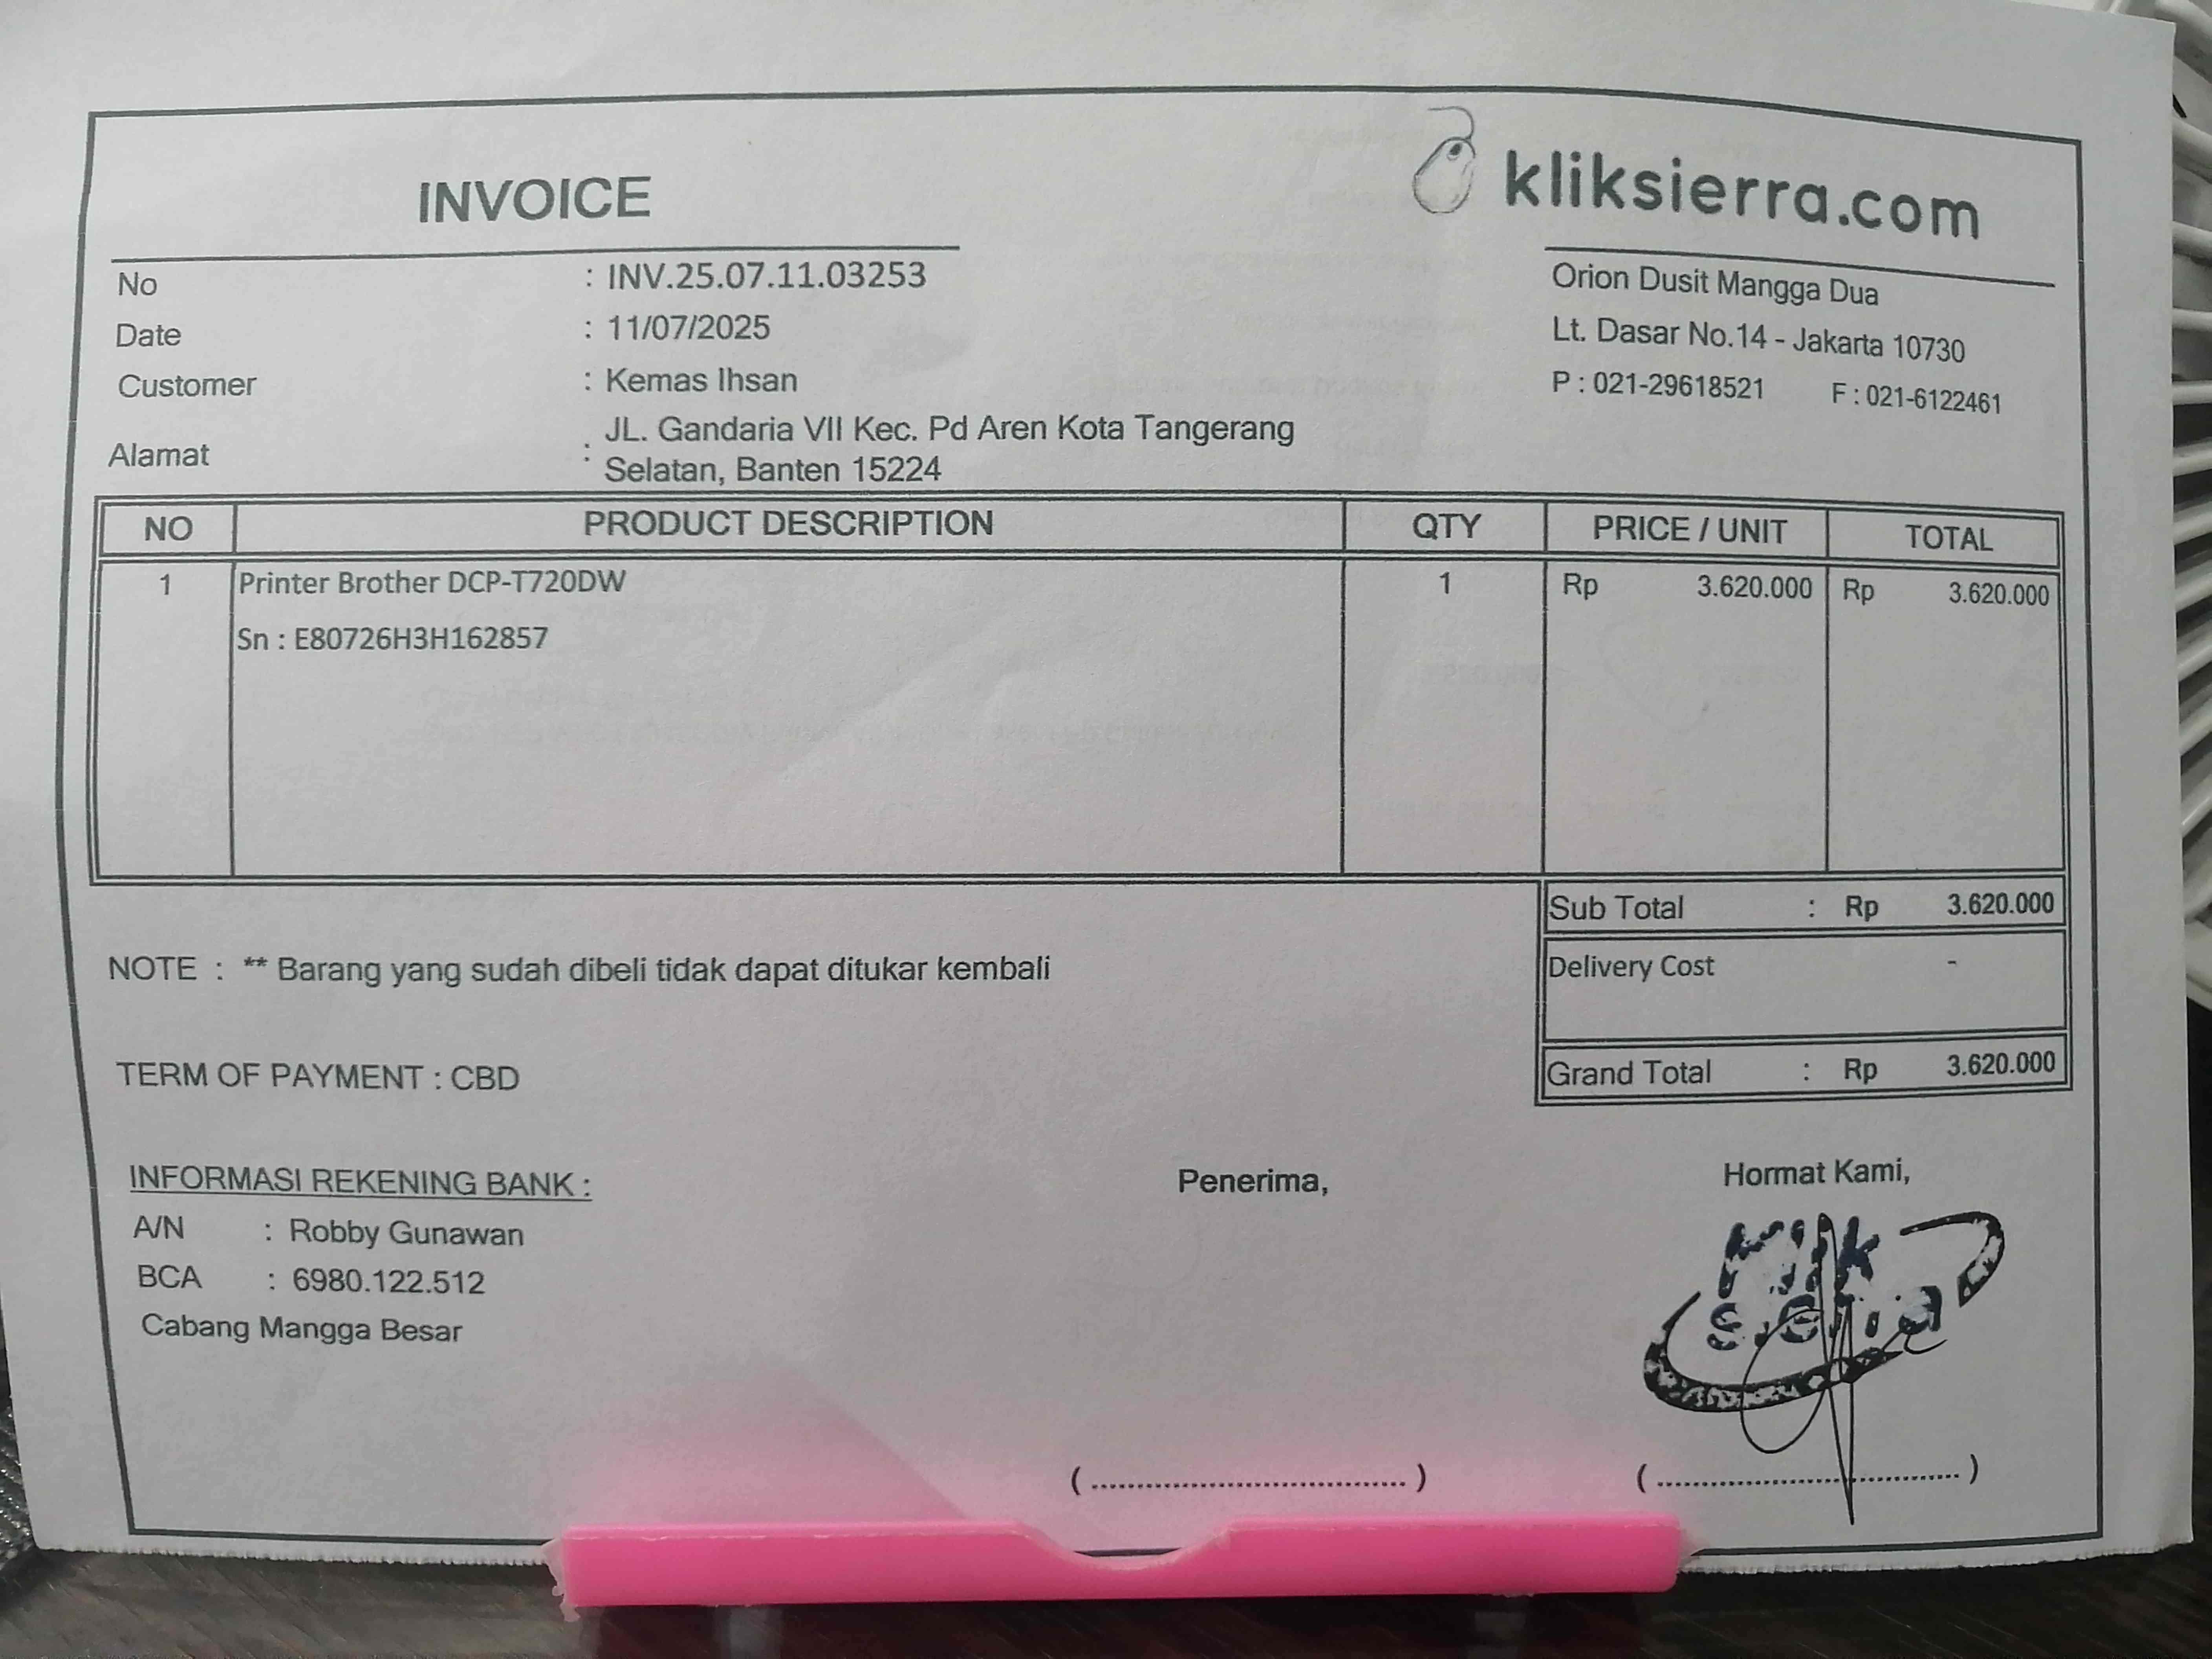 INVOICE
kliksierra.com
No : INV.25.07.11.03253
Date : 11/07/2025
Customer : Kemas Ihsan
Alamat : JL. Gandaria VII Kec. Pd Aren Kota Tangerang
Selatan, Banten 15224
Orion Dusit Mangga Dua
Lt. Dasar No.14 - Jakarta 10730
P : 021-29618521 F : 021-6122461
NO PRODUCT DESCRIPTION QTY PRICE / UNIT TOTAL
1 Printer Brother DCP-T720DW 1 Rp 3.620.000 Rp 3.620.000
Sn : E80726H3H162857
Sub Total : Rp 3.620.000
NOTE : ** Barang yang sudah dibeli tidak dapat ditukar kembali
Delivery Cost -
Grand Total : Rp 3.620.000
TERM OF PAYMENT : CBD
INFORMASI REKENING BANK :
A/N : Robby Gunawan
BCA : 6980.122.512
Cabang Mangga Besar
Penerima,
Hormat Kami,
klik
sierra
( .................................. )
( .................................. )